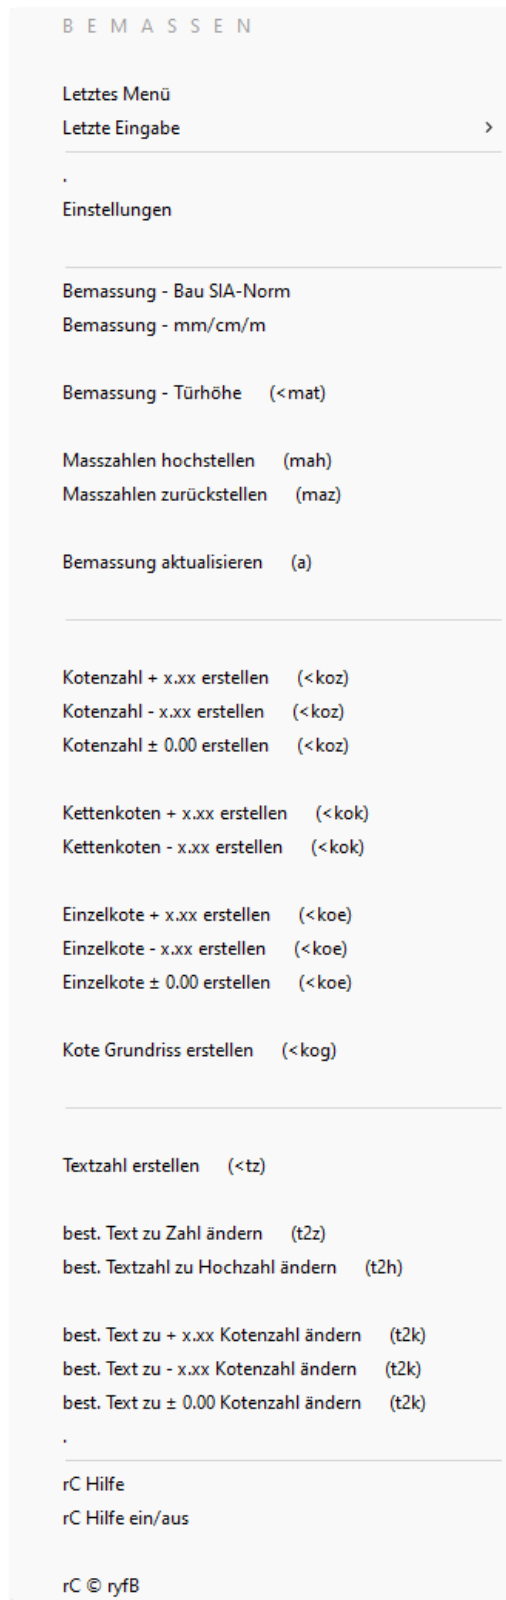 BEMASSEN
Letztes Menü
Letzte Eingabe >
.
Einstellungen
Bemassung - Bau SIA-Norm
Bemassung - mm/cm/m
Bemassung - Türhöhe (<mat)
Masszahlen hochstellen (mah)
Masszahlen zurückstellen (maz)
Bemassung aktualisieren (a)
Kotenzahl + x.xx erstellen (<koz)
Kotenzahl - x.xx erstellen (<koz)
Kotenzahl ± 0.00 erstellen (<koz)
Kettenkoten + x.xx erstellen (<kok)
Kettenkoten - x.xx erstellen (<kok)
Einzelkote + x.xx erstellen (<koe)
Einzelkote - x.xx erstellen (<koe)
Einzelkote ± 0.00 erstellen (<koe)
Kote Grundriss erstellen (<kog)
Textzahl erstellen (<tz)
best. Text zu Zahl ändern (t2z)
best. Textzahl zu Hochzahl ändern (t2h)
best. Text zu + x.xx Kotenzahl ändern (t2k)
best. Text zu - x.xx Kotenzahl ändern (t2k)
best. Text zu ± 0.00 Kotenzahl ändern (t2k)
.
rC Hilfe
rC Hilfe ein/aus
rC © ryfB